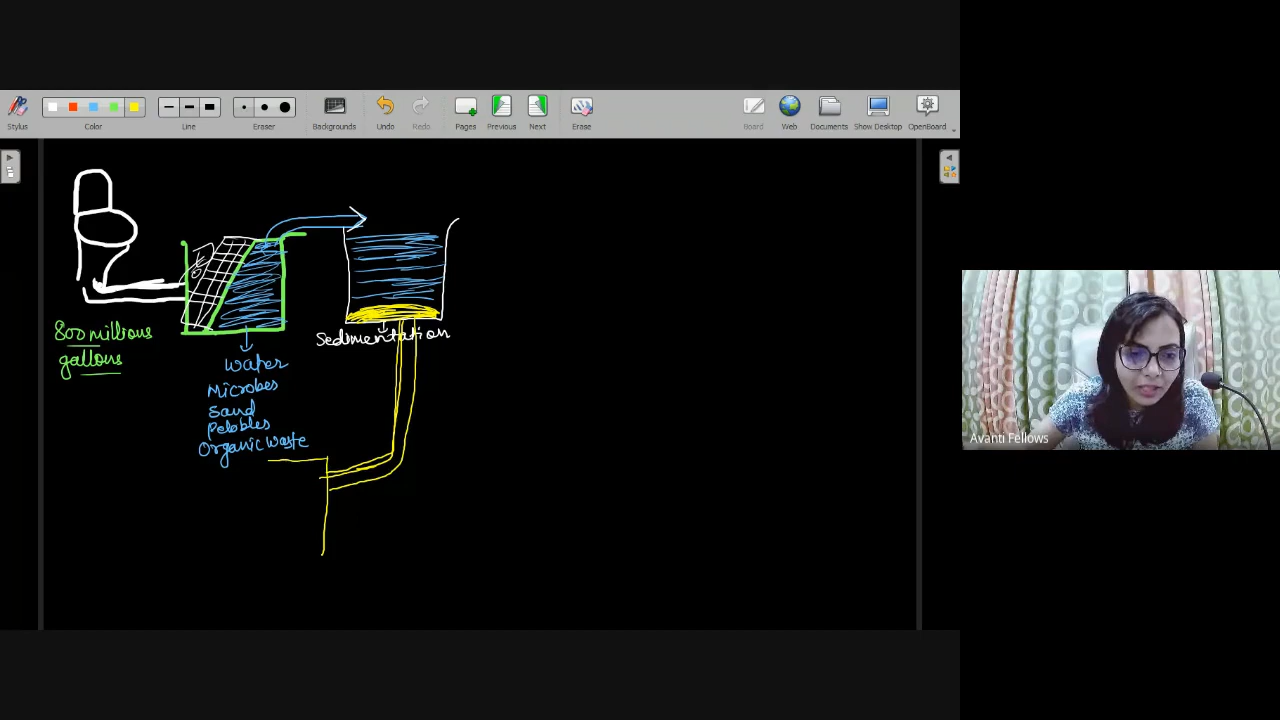 Stylus
Color
Line
Eraser
Backgrounds
Undo
Redo
Pages
Previous
Next
Erase
Board
Web
Documents
Show Desktop
OpenBoard
800 millions
gallons
Water
Microbes
Sand
Pebbles
Organic waste
Sedimentation
Avanti Fellows